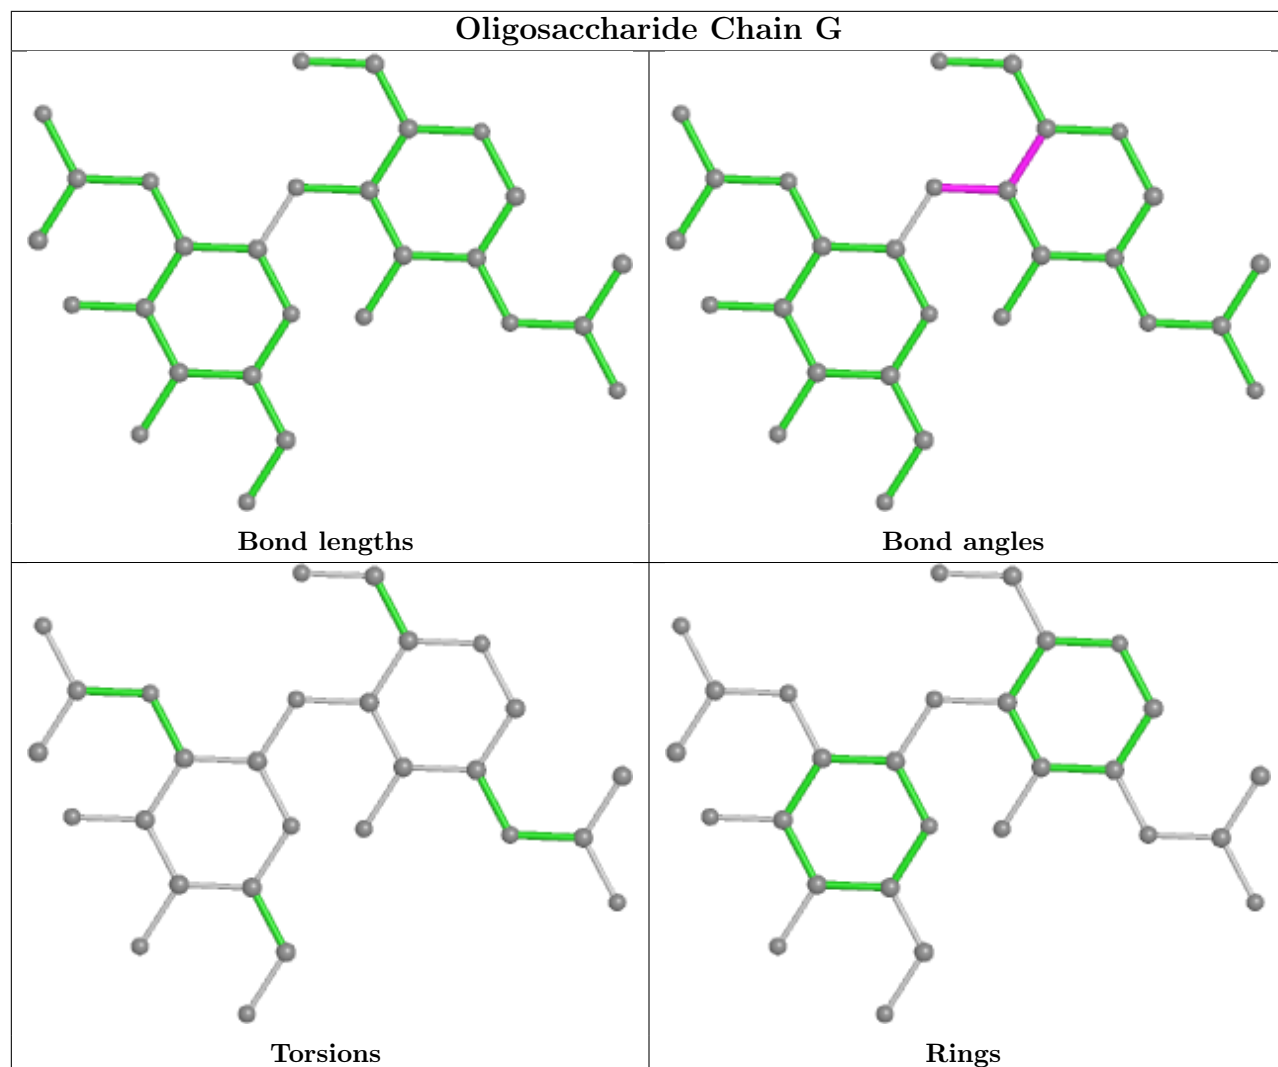 Oligosaccharide Chain G
Bond lengths
Bond angles
Torsions
Rings